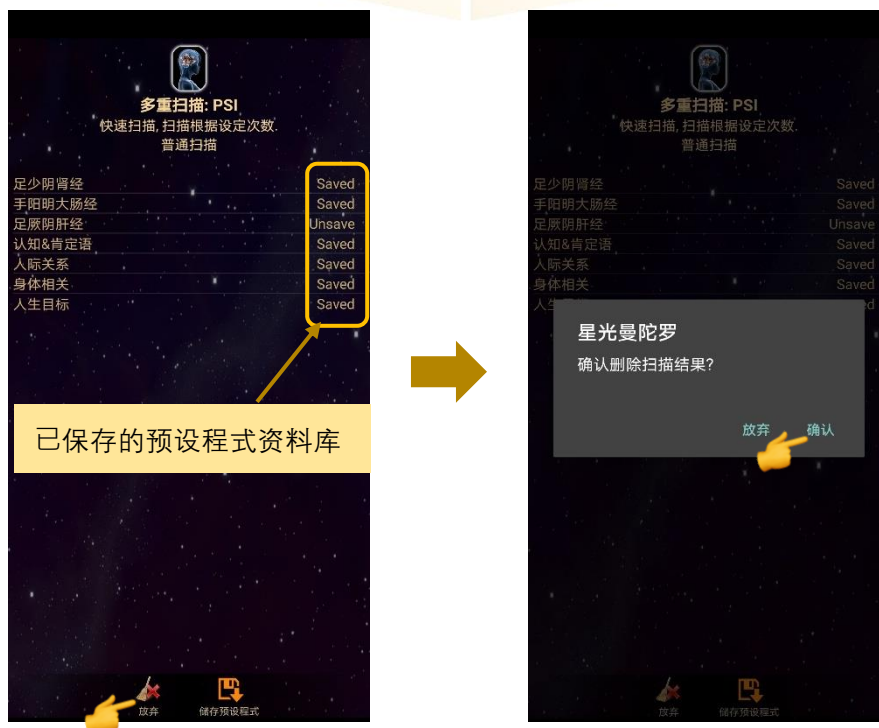 多重扫描: PSI
快速扫描, 扫描根据设定次数.
普通扫描
足少阴肾经 Saved
手阳明大肠经 Saved
足厥阴肝经 Unsave
认知&肯定语 Saved
人际关系 Saved
身体相关 Saved
人生目标 Saved
已保存的预设程式资料库
放弃 储存预设程式
多重扫描: PSI
快速扫描, 扫描根据设定次数.
普通扫描
足少阴肾经 Saved
手阳明大肠经 Saved
足厥阴肝经 Unsave
认知&肯定语 Saved
人际关系 Saved
身体相关 Saved
星光曼陀罗
确认删除扫描结果?
放弃 确认
放弃 储存预设程式